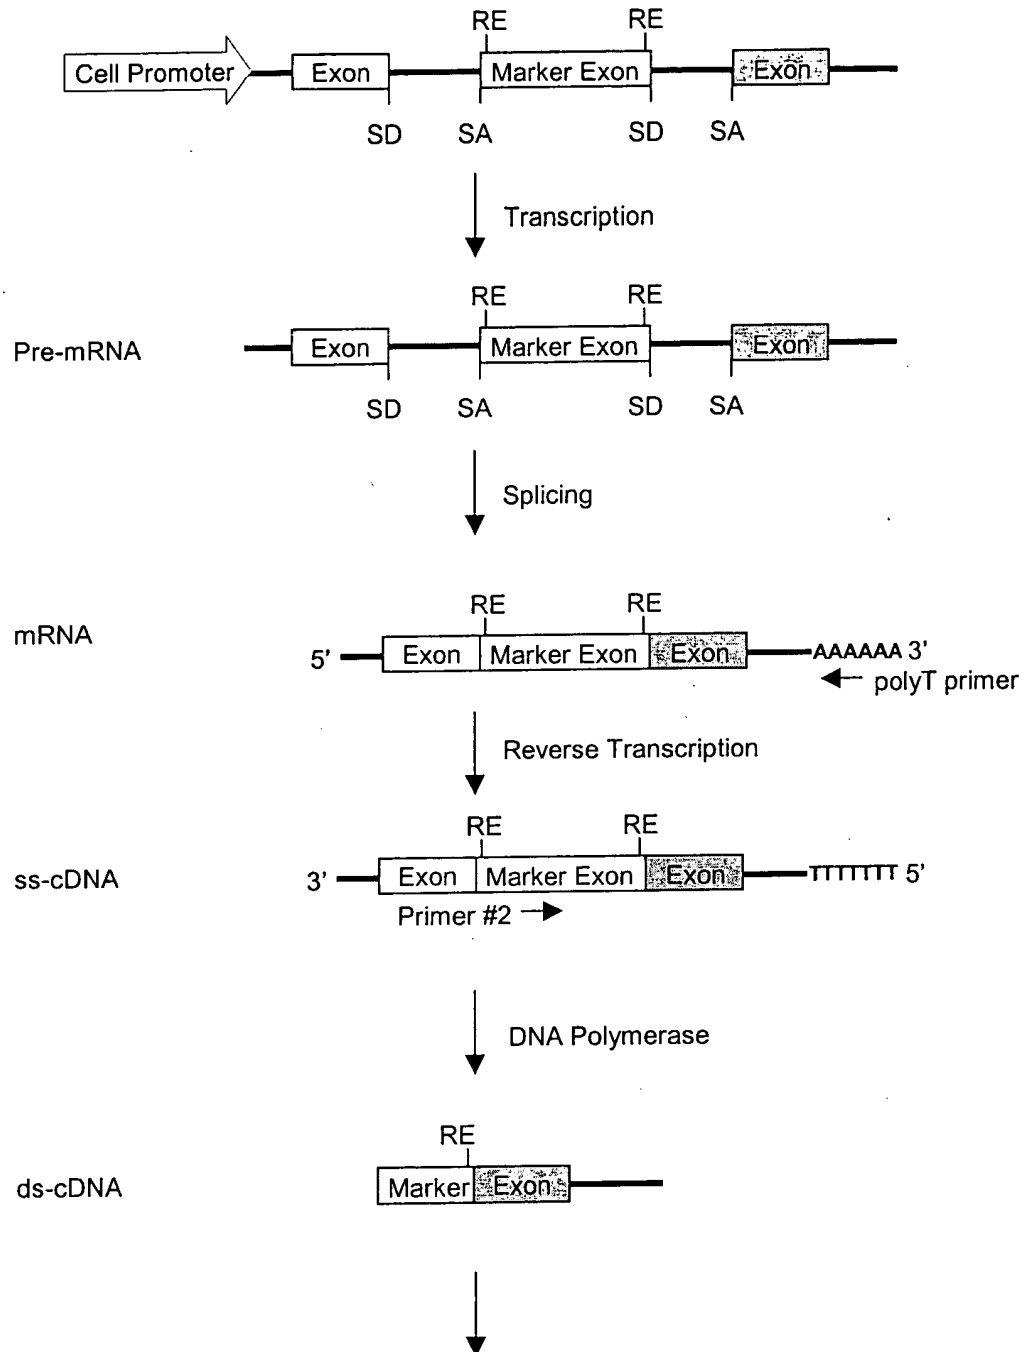 RE RE
Cell Promoter Exon Marker Exon Exon
SD SA SD SA
Transcription
RE RE
Pre-mRNA Exon Marker Exon Exon
SD SA SD SA
Splicing
RE RE
mRNA
5' Exon Marker Exon Exon AAAAAA 3'
polyT primer
Reverse Transcription
RE RE
ss-cDNA 3' Exon Marker Exon Exon TTTTTTT 5'
Primer #2
DNA Polymerase
RE
ds-cDNA Marker Exon